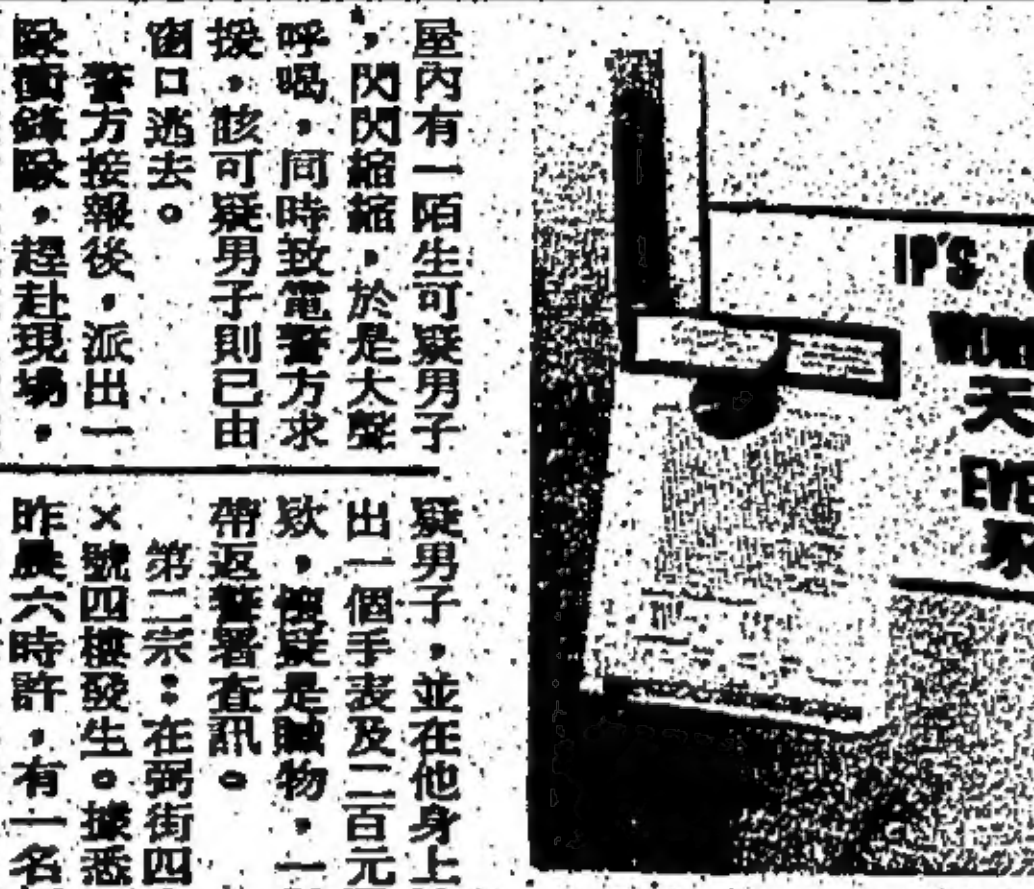 屋內有一陌生可疑男子
，閃閃縮縮，於是大聲
呼喝，同時致電警方求
援，該可疑男子則已由
窗口逃去。
警方接報後，派出一
隊衝鋒隊，趕赴現場，
疑男子，並在他身上
出一個手表及二百元
欵，懷疑是贓物，一
帶返警署查訊。
第二宗：在弼街四
×號四樓發生。據悉
昨晨六時許，有一名
IP'S
天